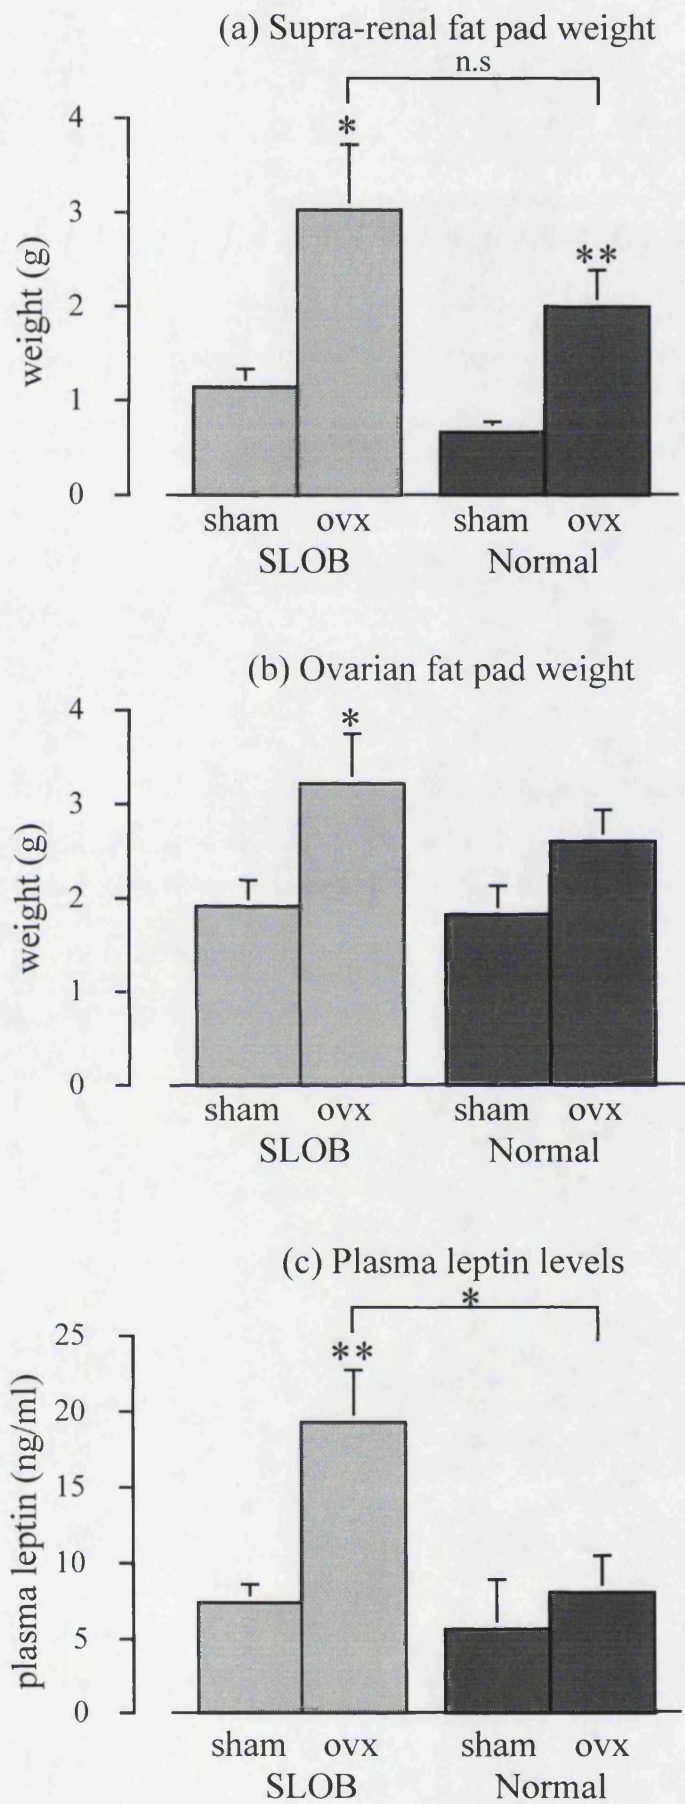 (a) Supra-renal fat pad weight
n.s
4
*
3
**
2
1
0
weight (g)
sham ovx sham ovx
SLOB Normal
(b) Ovarian fat pad weight
4
*
3
2
1
0
weight (g)
sham ovx sham ovx
SLOB Normal
(c) Plasma leptin levels
*
25
**
20
15
10
5
0
plasma leptin (ng/ml)
sham ovx sham ovx
SLOB Normal